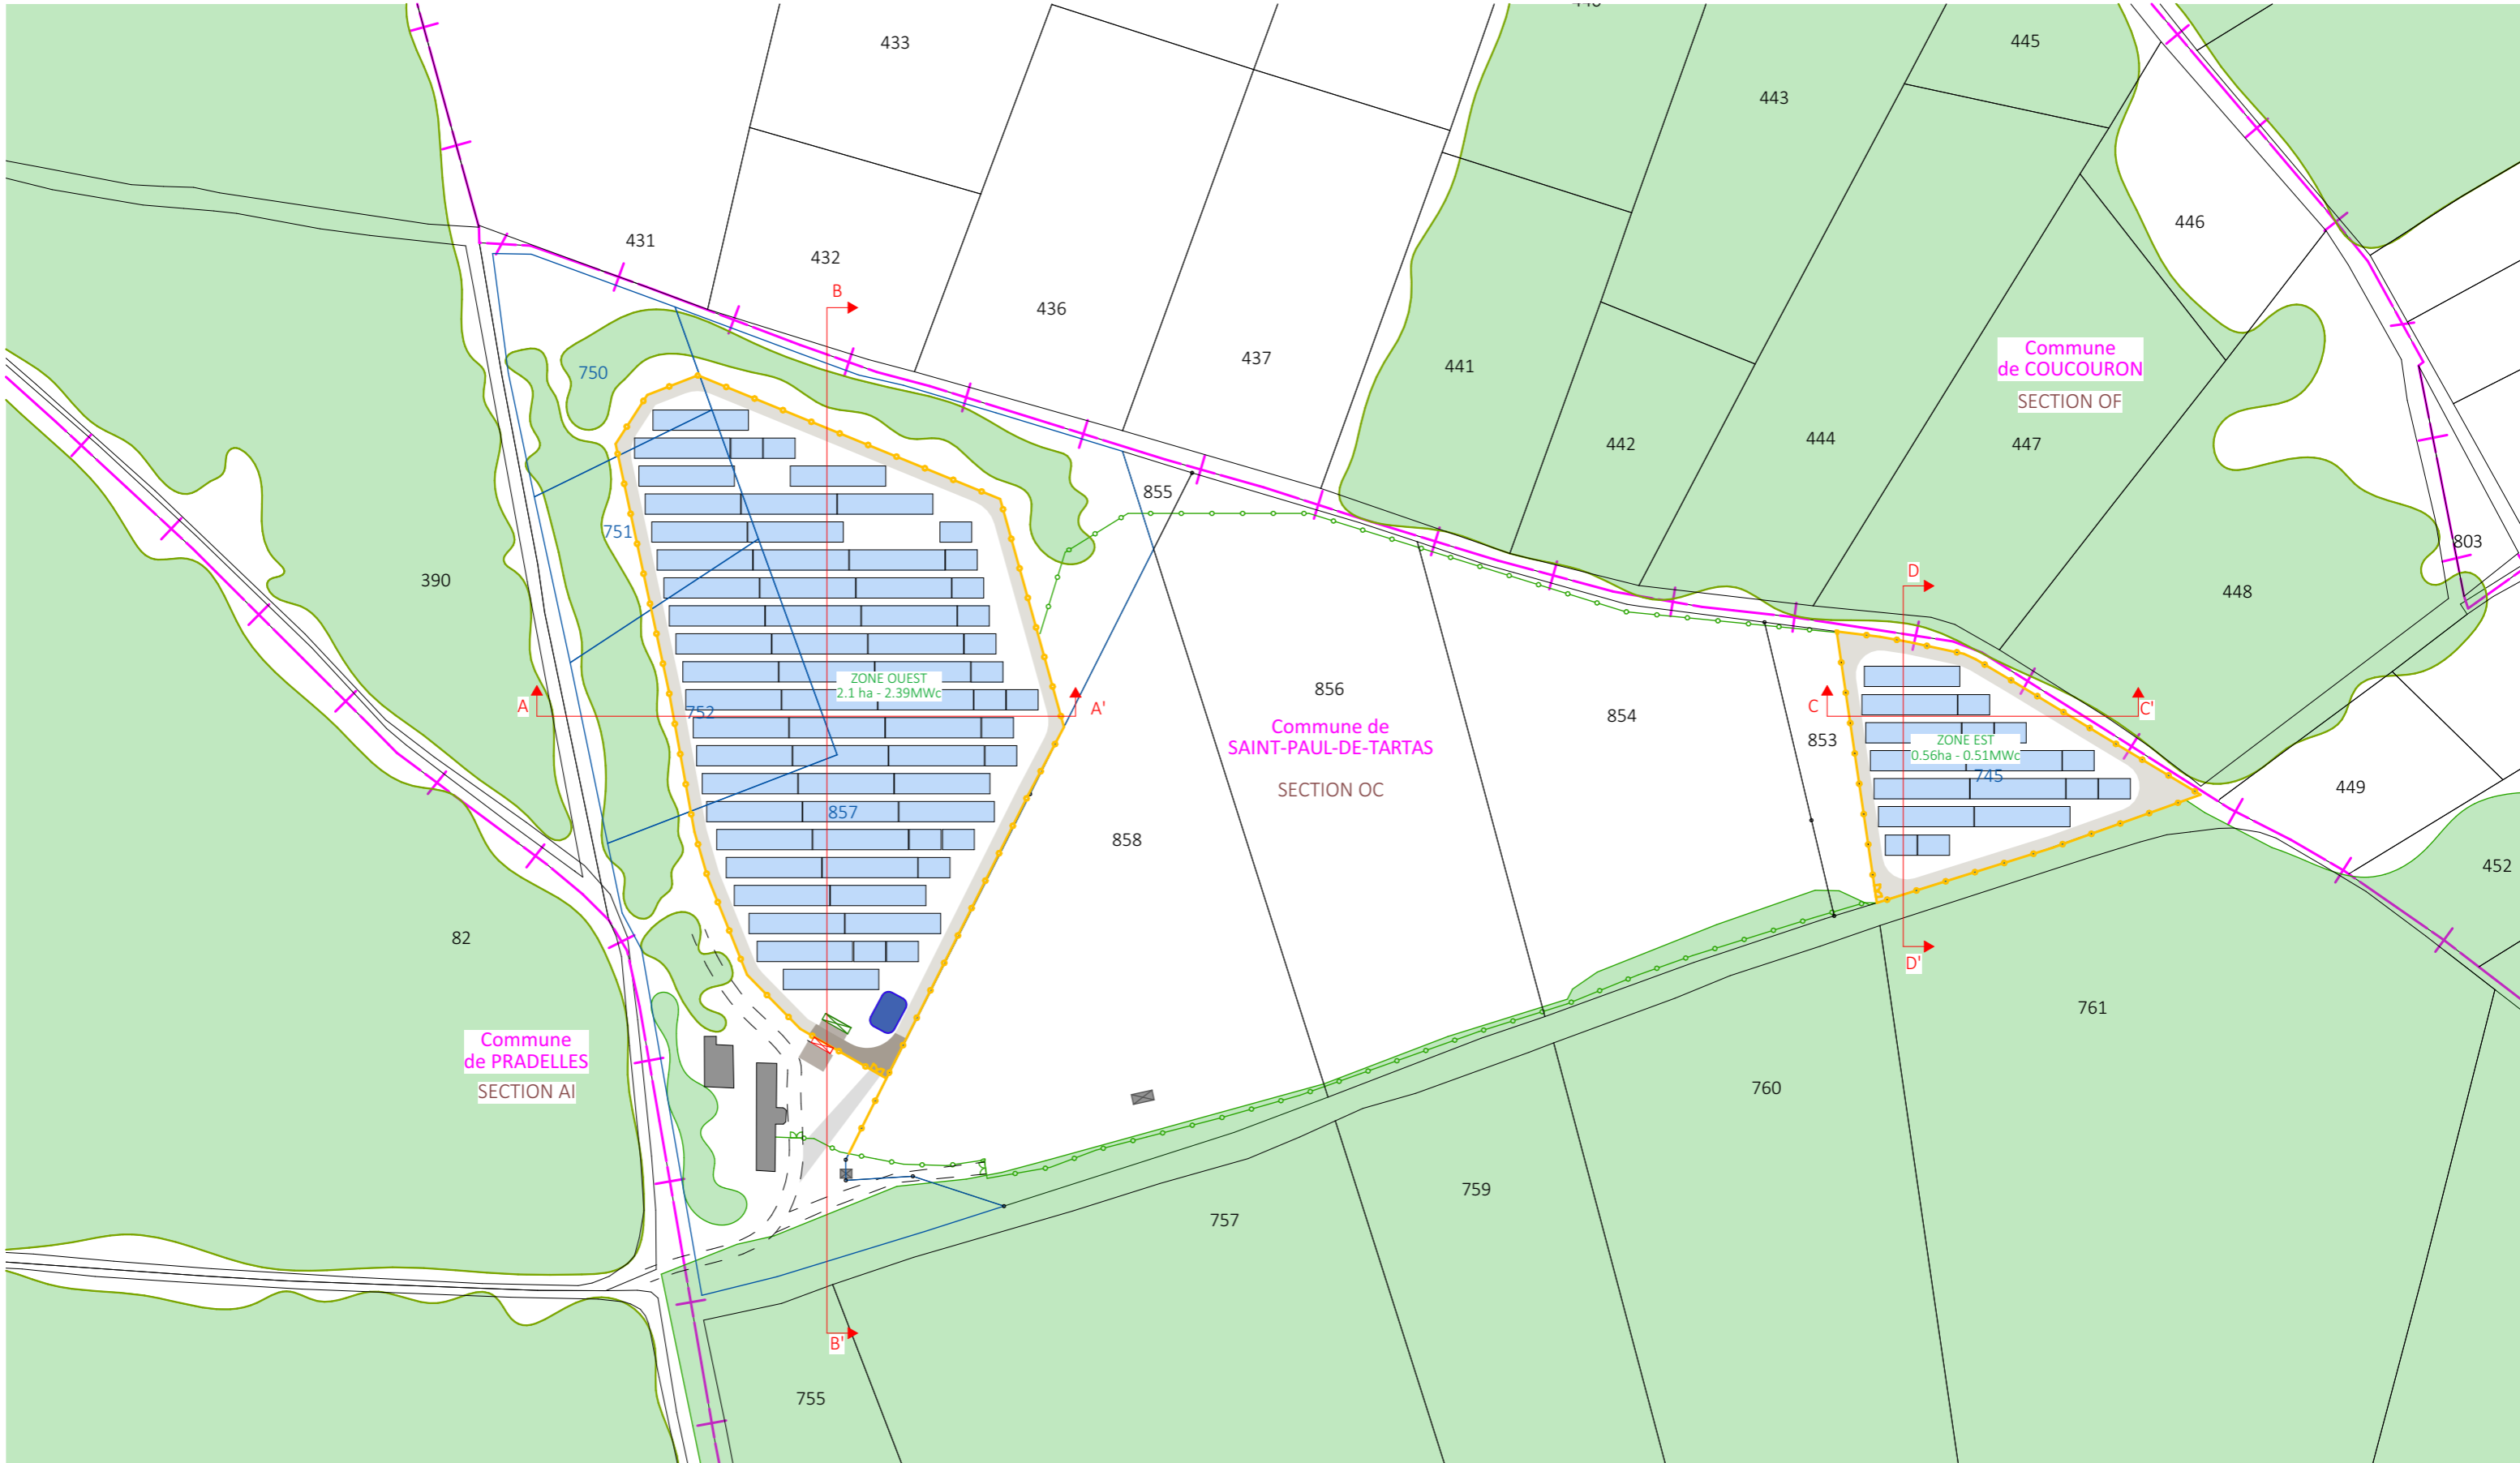 433
445
443
446
431
432
B
436
437
441
442
444
447
Commune
de COUCOURON
SECTION OF
750
855
751
803
390
D
448
856
ZONE OUEST
2.1 ha - 2.39MWc
A
A'
752
Commune de
SAINT-PAUL-DE-TARTAS
SECTION OC
854
C
C'
853
ZONE EST
0.56ha - 0.51MWc
745
449
857
858
452
82
D'
761
Commune
de PRADELLES
SECTION AI
760
759
757
B'
755